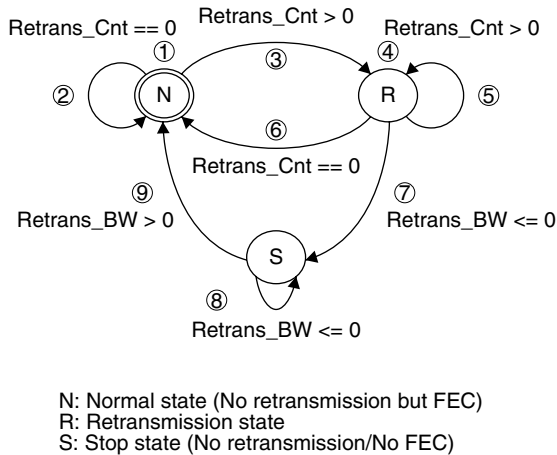 Retrans_Cnt == 0
①
Retrans_Cnt > 0
③
④
Retrans_Cnt > 0
②
N
R
⑤
⑥
Retrans_Cnt == 0
⑨
⑦
Retrans_BW > 0
Retrans_BW <= 0
S
⑧
Retrans_BW <= 0
N: Normal state (No retransmission but FEC)
R: Retransmission state
S: Stop state (No retransmission/No FEC)